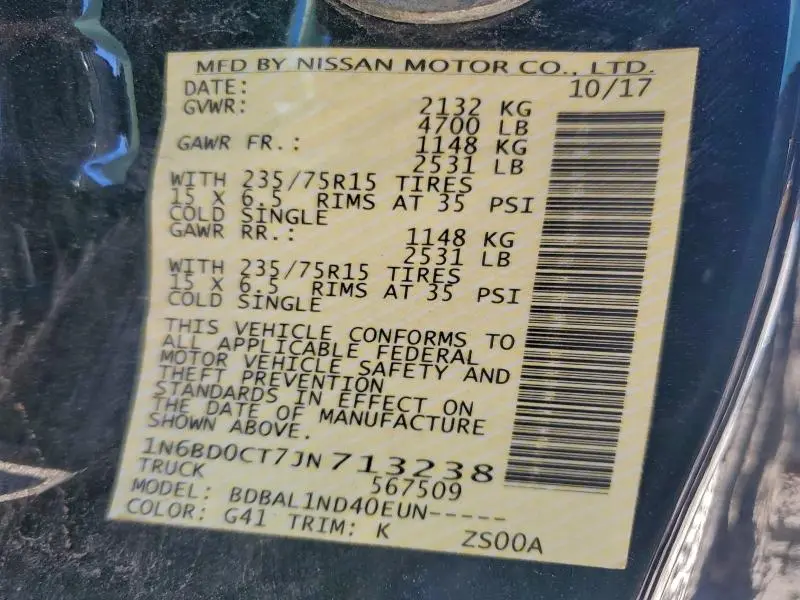 MFD BY NISSAN MOTOR CO., LTD.
DATE: 10/17
GVWR: 2132 KG
4700 LB
GAWR FR.: 1148 KG
2531 LB
WITH 235/75R15 TIRES
15 X 6.5 RIMS AT 35 PSI
COLD SINGLE
GAWR RR.: 1148 KG
2531 LB
WITH 235/75R15 TIRES
15 X 6.5 RIMS AT 35 PSI
COLD SINGLE
THIS VEHICLE CONFORMS TO
ALL APPLICABLE FEDERAL
MOTOR VEHICLE SAFETY AND
THEFT PREVENTION
STANDARDS IN EFFECT ON
THE DATE OF MANUFACTURE
SHOWN ABOVE.
1N6BD0CT7JN713238
TRUCK 567509
MODEL: BDBAL1ND40EUN-----
COLOR: G41 TRIM: K ZS00A